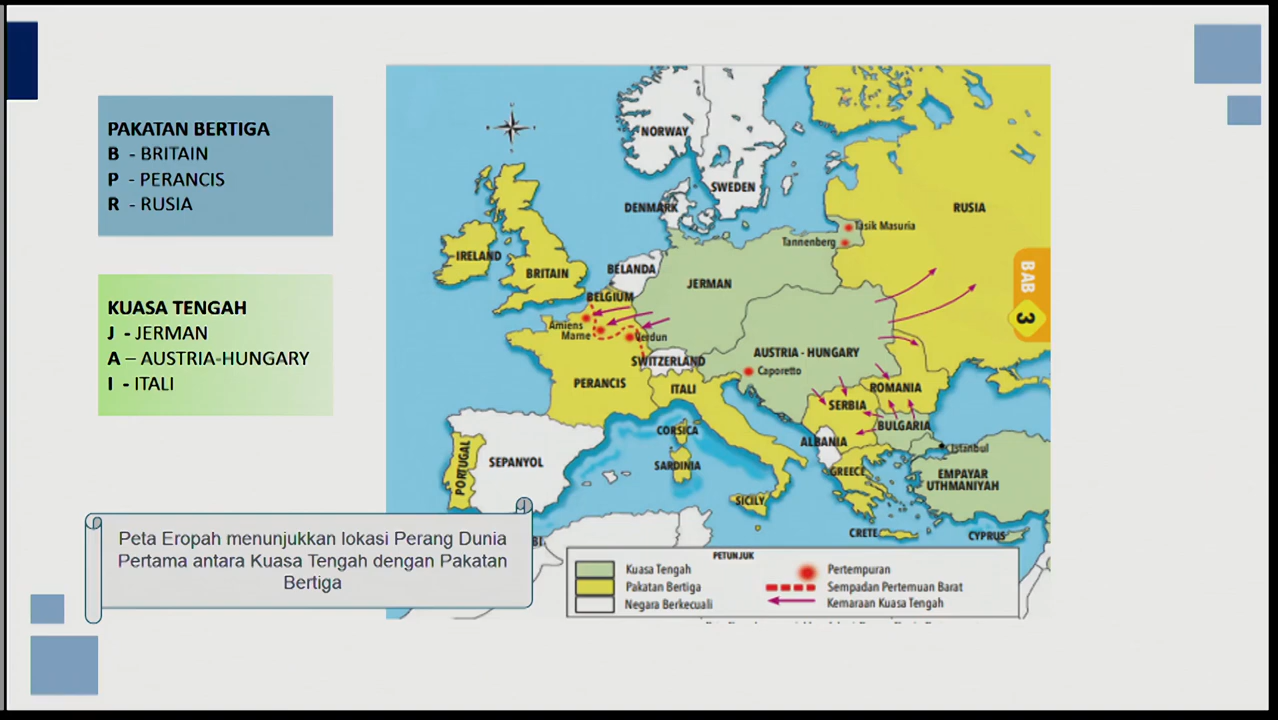 PAKATAN BERTIGA
B - BRITAIN
P - PERANCIS
R - RUSIA
KUASA TENGAH
J - JERMAN
A – AUSTRIA-HUNGARY
I - ITALI
Peta Eropah menunjukkan lokasi Perang Dunia
Pertama antara Kuasa Tengah dengan Pakatan
Bertiga
NORWAY
SWEDEN
DENMARK
RUSIA
Tasik Masuria
Tannenberg
IRELAND
BRITAIN
BELANDA
JERMAN
BELGIUM
Amiens
Marne
Verdun
SWITZERLAND
AUSTRIA - HUNGARY
Caporetto
PERANCIS
ITALI
ROMANIA
SERBIA
BULGARIA
CORSICA
ALBANIA
Istanbul
PORTUGAL
SEPANYOL
SARDINIA
GREECE
EMPAYAR
UTHMANIYAH
SICILY
CRETE
CYPRUS
BAB
3
PETUNJUK
Kuasa Tengah
Pakatan Bertiga
Negara Berkecuali
Pertempuran
Sempadan Pertemuan Barat
Kemaraan Kuasa Tengah